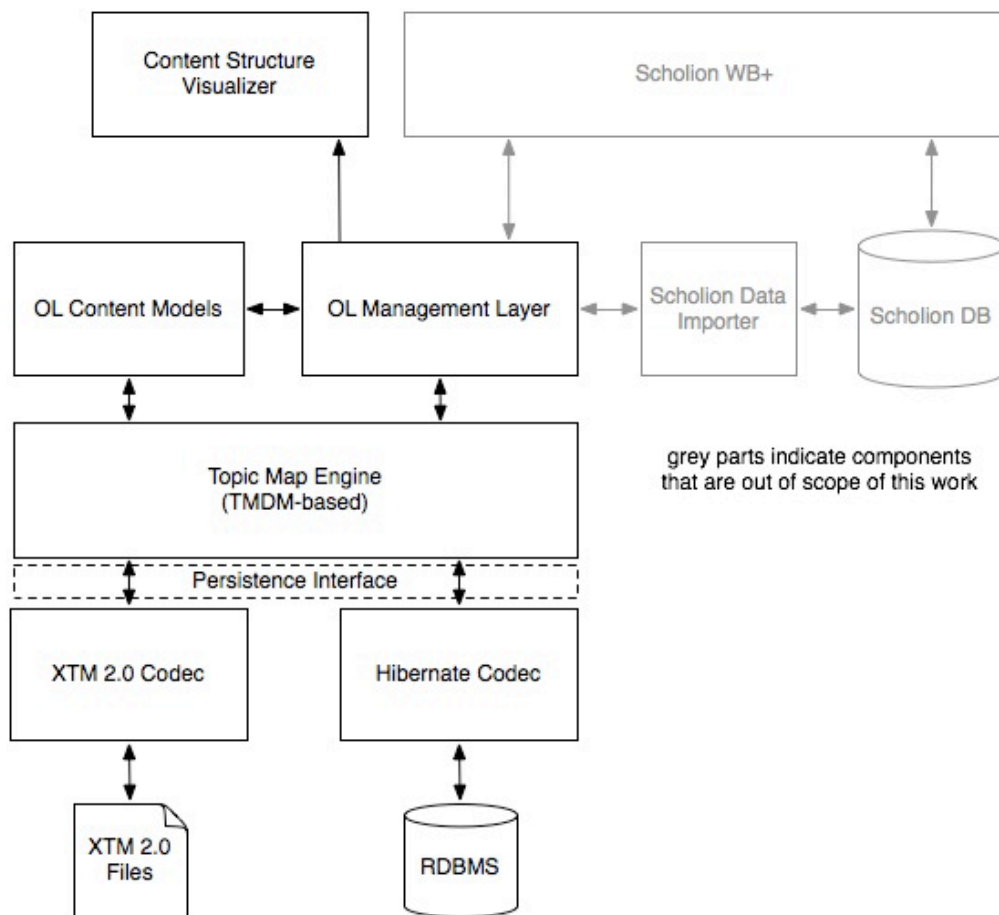 Content Structure
Visualizer
Scholion WB+
OL Content Models
OL Management Layer
Scholion Data
Importer
Scholion DB
Topic Map Engine
(TMDM-based)
grey parts indicate components
that are out of scope of this work
Persistence Interface
XTM 2.0 Codec
Hibernate Codec
XTM 2.0
Files
RDBMS